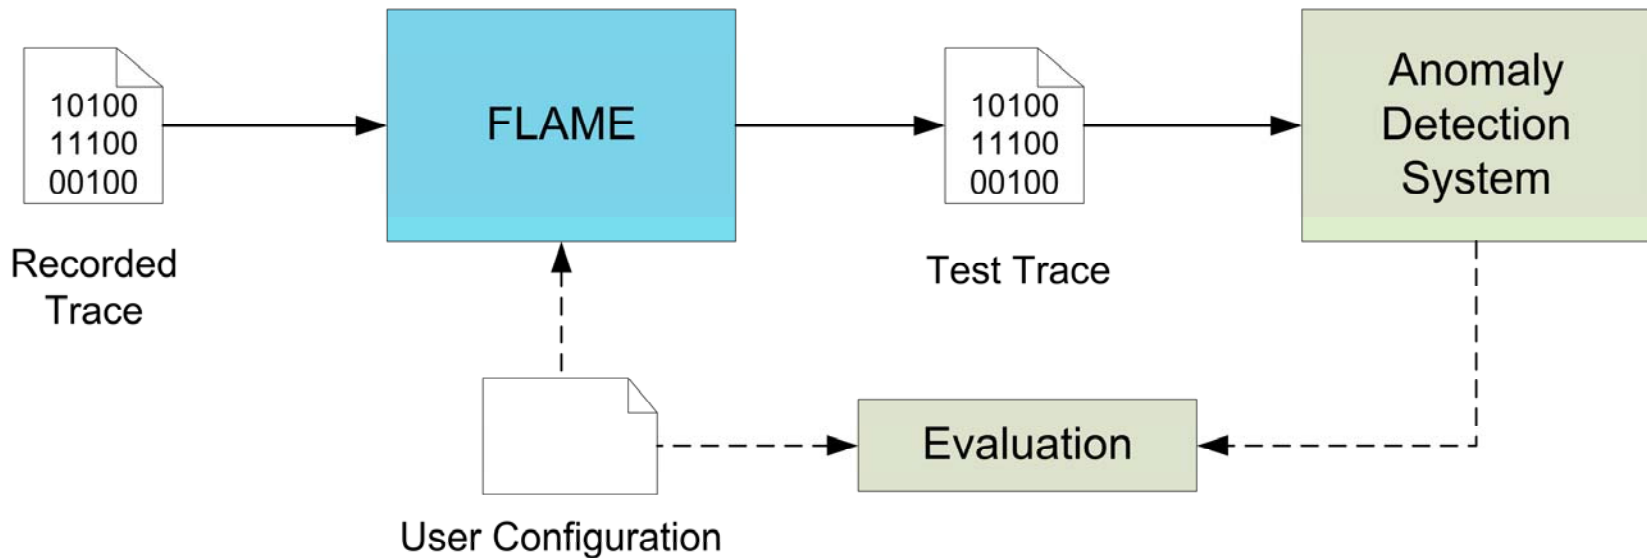 10100
11100
00100
Recorded
Trace
FLAME
10100
11100
00100
Test Trace
Anomaly
Detection
System
User Configuration
Evaluation